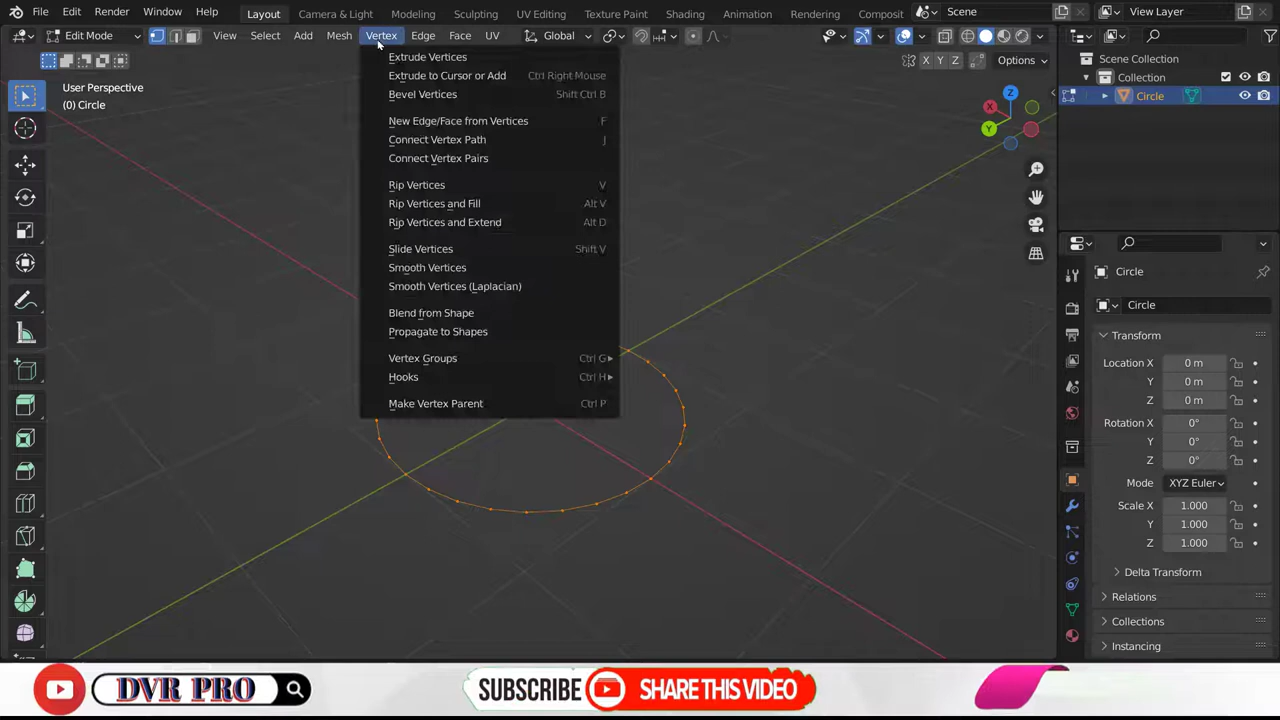 File Edit Render Window Help Layout Camera & Light Modeling Sculpting UV Editing Texture Paint Shading Animation Rendering Composit Scene View Layer
Edit Mode View Select Add Mesh Vertex Edge Face UV Global
X Y Z Options
User Perspective
(0) Circle
Extrude Vertices
Extrude to Cursor or Add Ctrl Right Mouse
Bevel Vertices Shift Ctrl B
New Edge/Face from Vertices F
Connect Vertex Path J
Connect Vertex Pairs
Rip Vertices V
Rip Vertices and Fill Alt V
Rip Vertices and Extend Alt D
Slide Vertices Shift V
Smooth Vertices
Smooth Vertices (Laplacian)
Blend from Shape
Propagate to Shapes
Vertex Groups Ctrl G
Hooks Ctrl H
Make Vertex Parent Ctrl P
Z
X
Y
Scene Collection
Collection
Circle
Circle
Circle
Transform
Location X 0 m
Y 0 m
Z 0 m
Rotation X 0°
Y 0°
Z 0°
Mode XYZ Euler
Scale X 1.000
Y 1.000
Z 1.000
Delta Transform
Relations
Collections
Instancing
DVR PRO
SUBSCRIBE SHARE THIS VIDEO